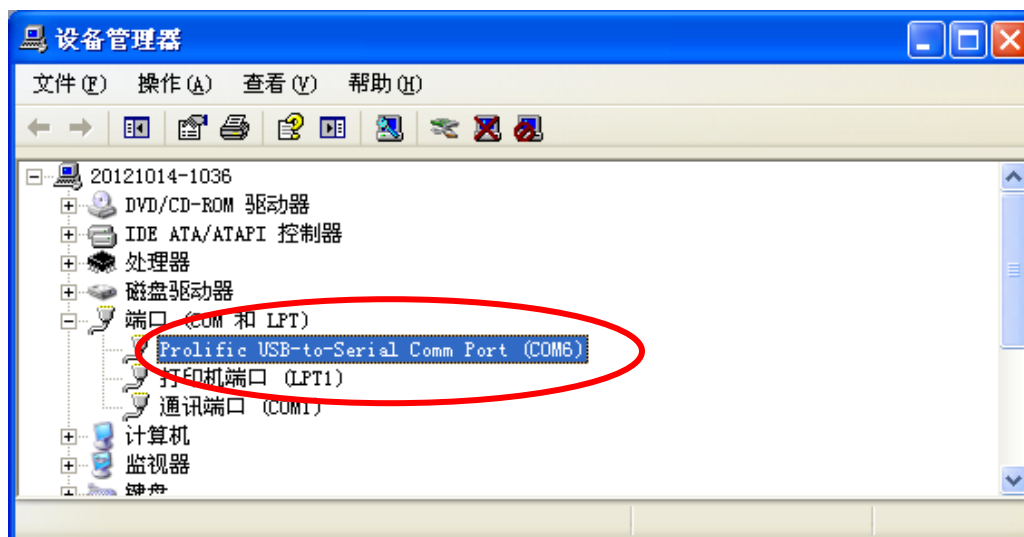 设备管理器
文件(F) 操作(A) 查看(V) 帮助(H)
20121014-1036
DVD/CD-ROM 驱动器
IDE ATA/ATAPI 控制器
处理器
磁盘驱动器
端口 (COM 和 LPT)
Prolific USB-to-Serial Comm Port (COM6)
打印机端口 (LPT1)
通讯端口 (COM1)
计算机
监视器
键盘